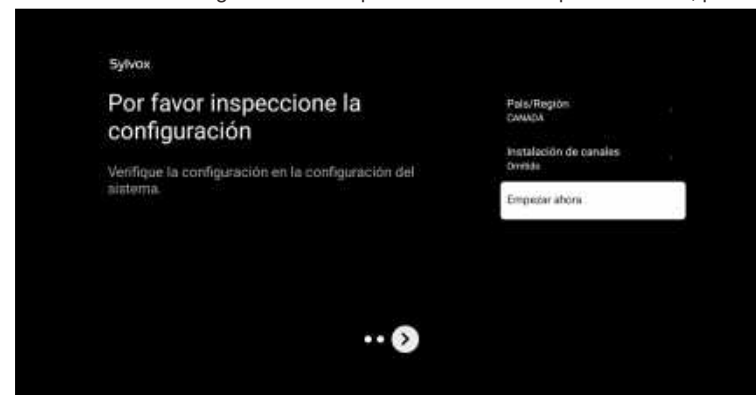 Sylvox
Por favor inspeccione la
configuración
Verifique la configuración en la configuración del
sistema.
País/Región
CANADA
Instalación de canales
Omitido
Empezar ahora